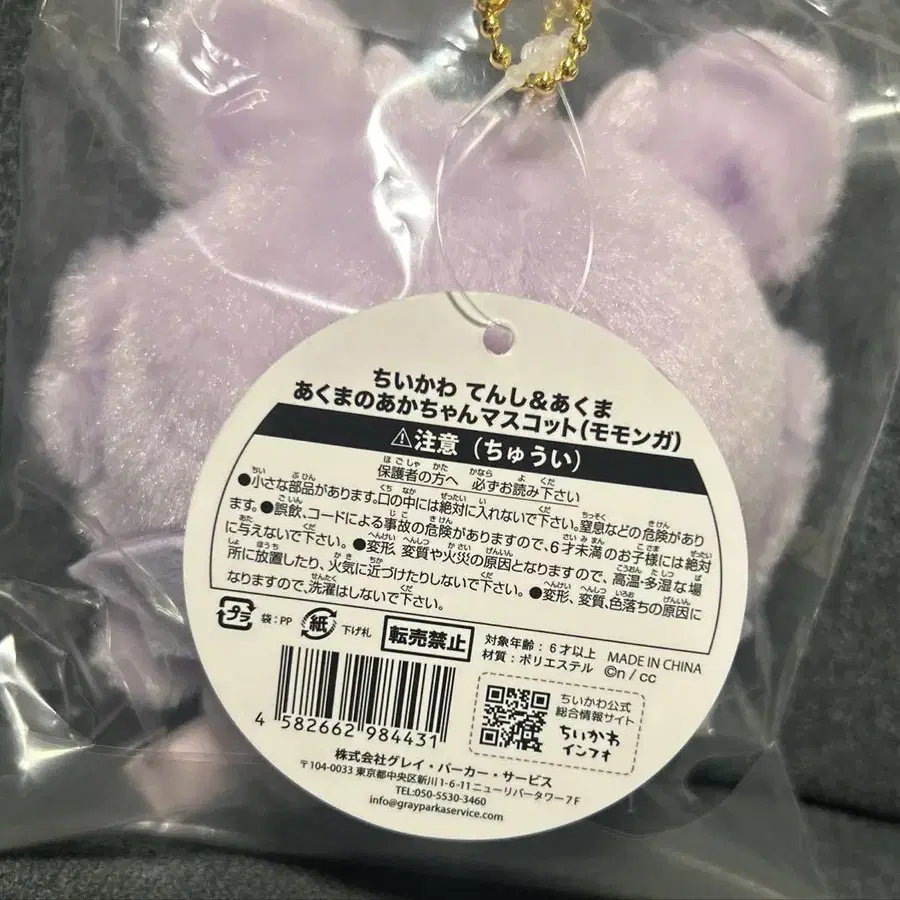 ちいかわ てんし&あくま
あくまのあかちゃんマスコット(モモンガ)
⚠注意（ちゅうい）
保護者の方へ 必ずお読み下さい
●小さな部品があります。口の中には絶対に入れないで下さい。窒息などの危険があり
ます。●誤飲、コードによる事故の危険がありますので、6才未満のお子様には絶対
に与えないで下さい。●変形、変質や火災の原因となりますので、高温・多湿な場
所に放置したり、火気に近づけたりしないで下さい。●変形、変質、色落ちの原因に
なりますので、洗濯はしないで下さい。
プラ 袋:PP 紙 下げ札 転売禁止
対象年齢：6才以上
材質：ポリエステル
MADE IN CHINA
©n / cc
4 582662 984431
ちいかわ公式
総合情報サイト
ちいかわ
インフォ
株式会社グレイ・パーカー・サービス
〒104-0033 東京都中央区新川1-6-11ニューリバータワー7F
TEL:050-5530-3460
info@grayparkaservice.com